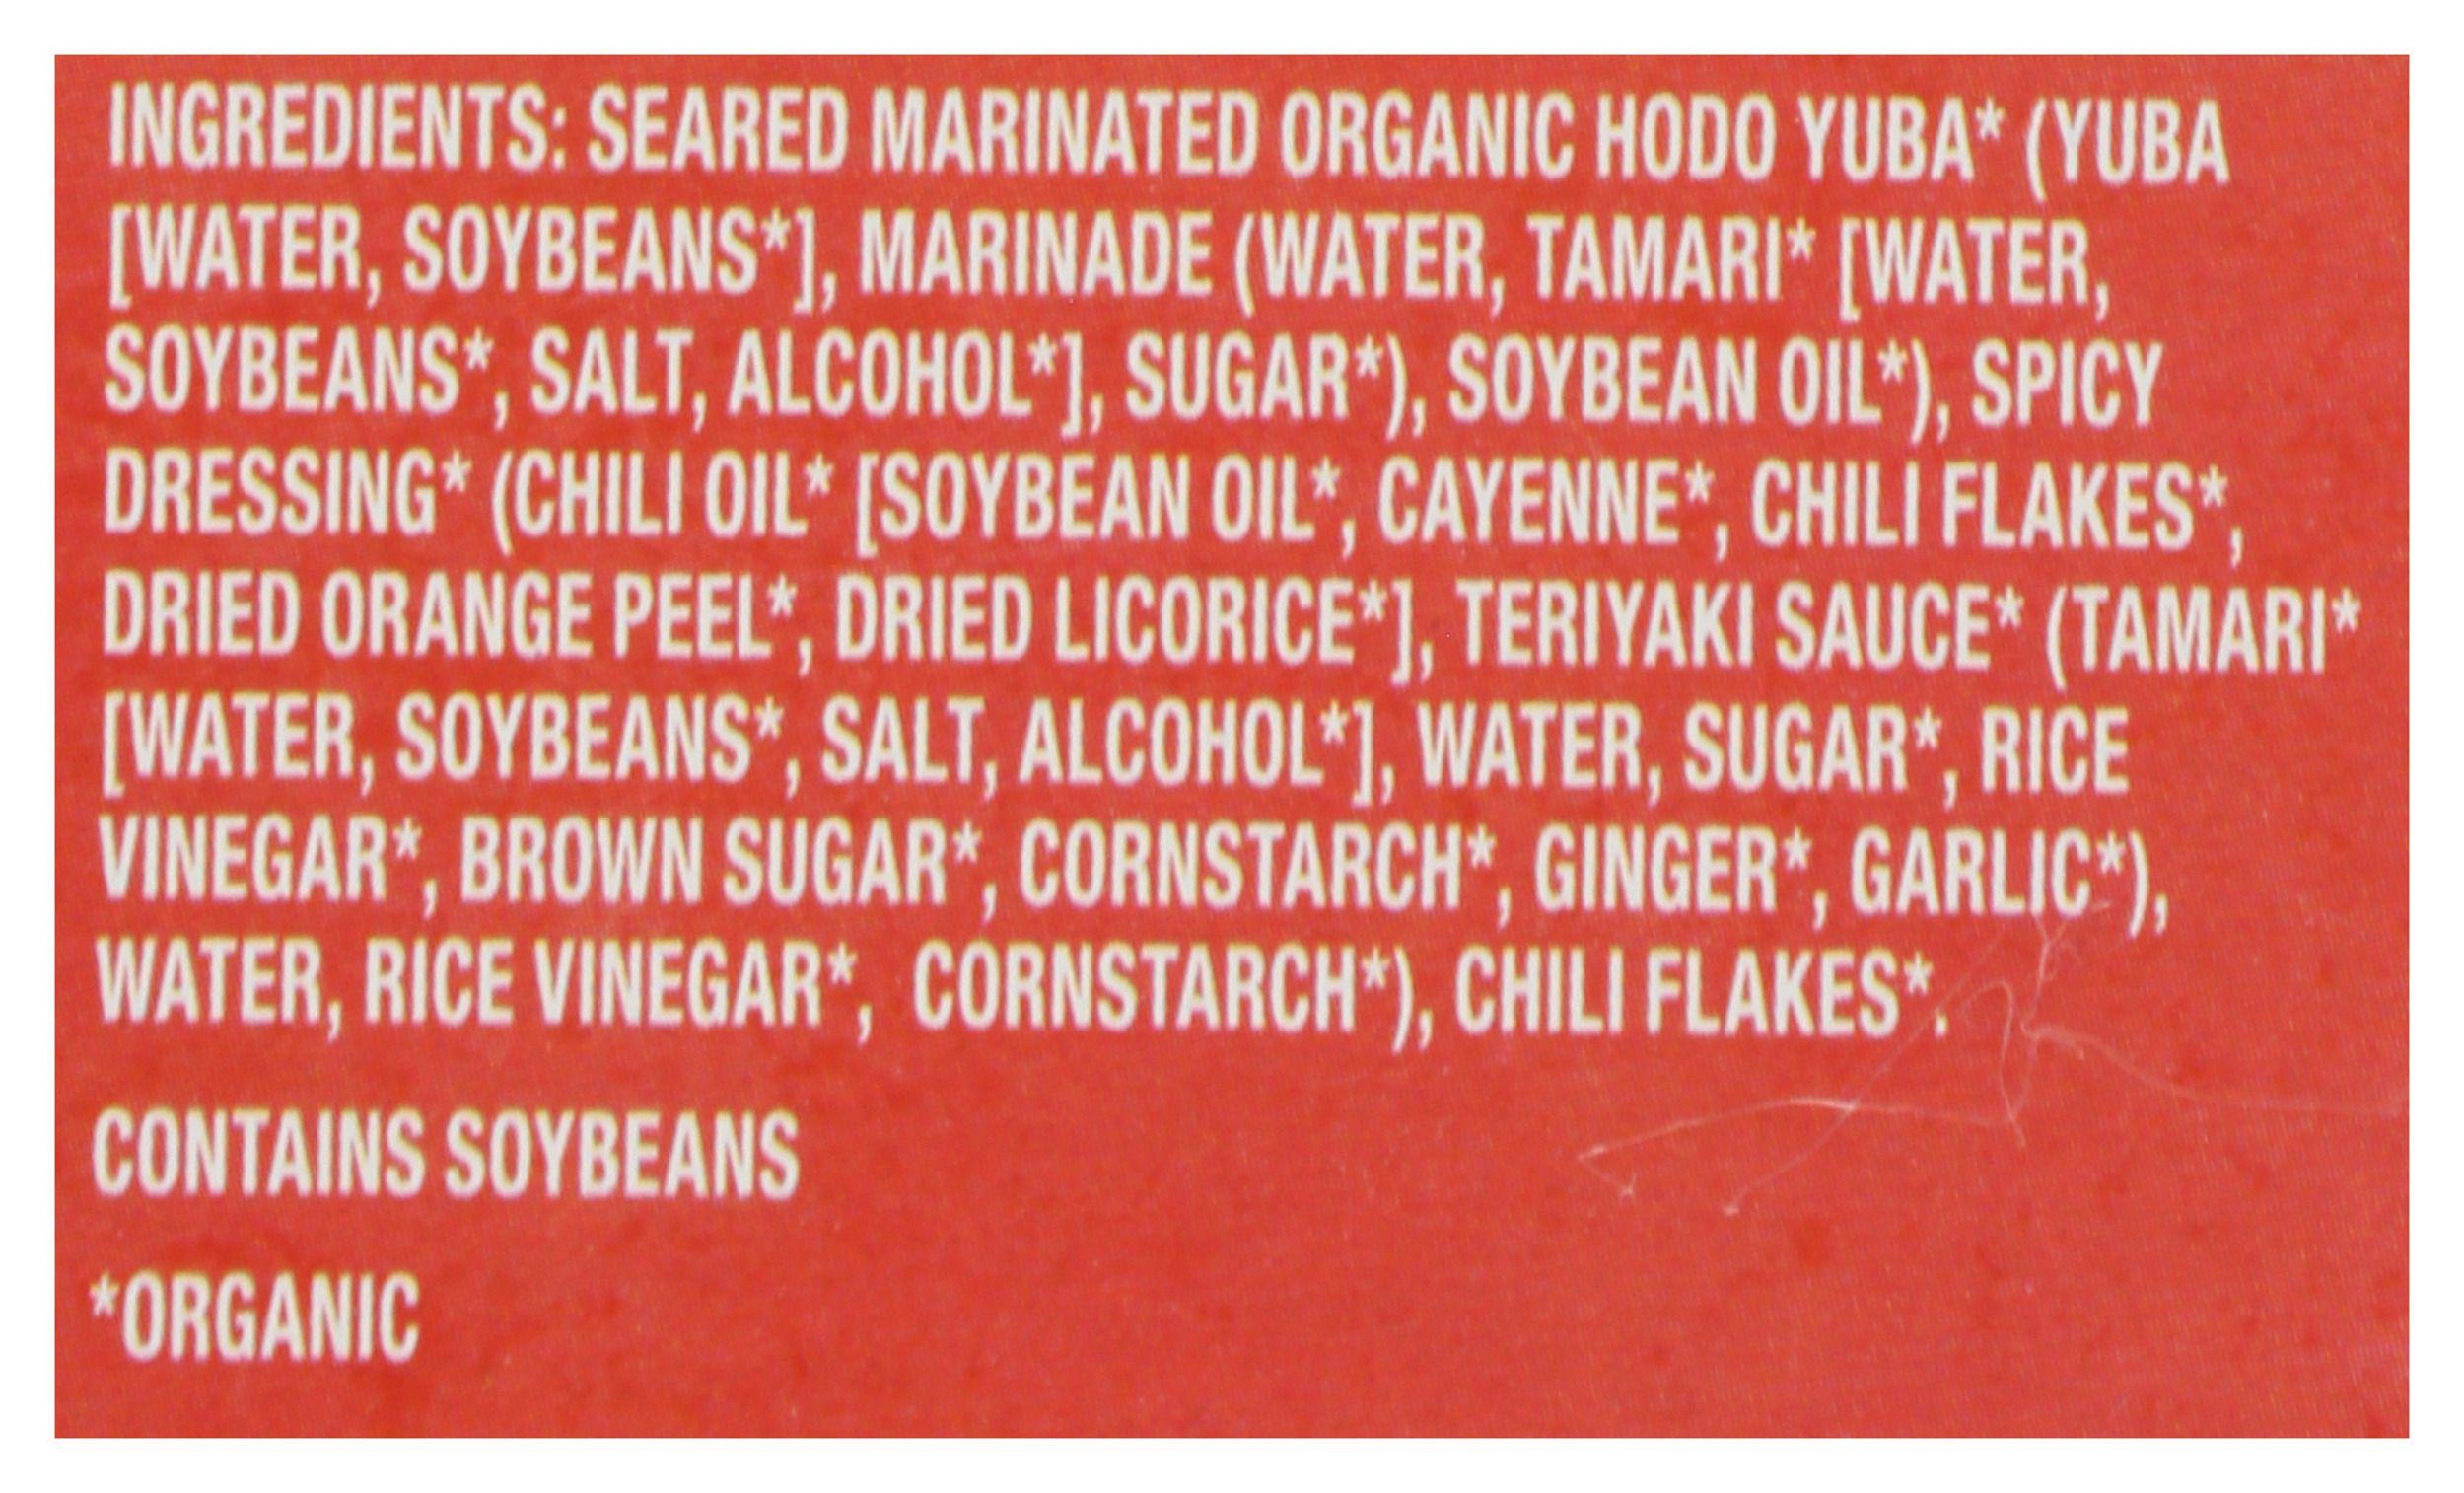 INGREDIENTS: SEARED MARINATED ORGANIC HODO YUBA* (YUBA
[WATER, SOYBEANS*], MARINADE (WATER, TAMARI* [WATER,
SOYBEANS*, SALT, ALCOHOL*], SUGAR*), SOYBEAN OIL*), SPICY
DRESSING* (CHILI OIL* [SOYBEAN OIL*, CAYENNE*, CHILI FLAKES*,
DRIED ORANGE PEEL*, DRIED LICORICE*], TERIYAKI SAUCE* (TAMARI*
[WATER, SOYBEANS*, SALT, ALCOHOL*], WATER, SUGAR*, RICE
VINEGAR*, BROWN SUGAR*, CORNSTARCH*, GINGER*, GARLIC*),
WATER, RICE VINEGAR*, CORNSTARCH*), CHILI FLAKES*.
CONTAINS SOYBEANS
*ORGANIC